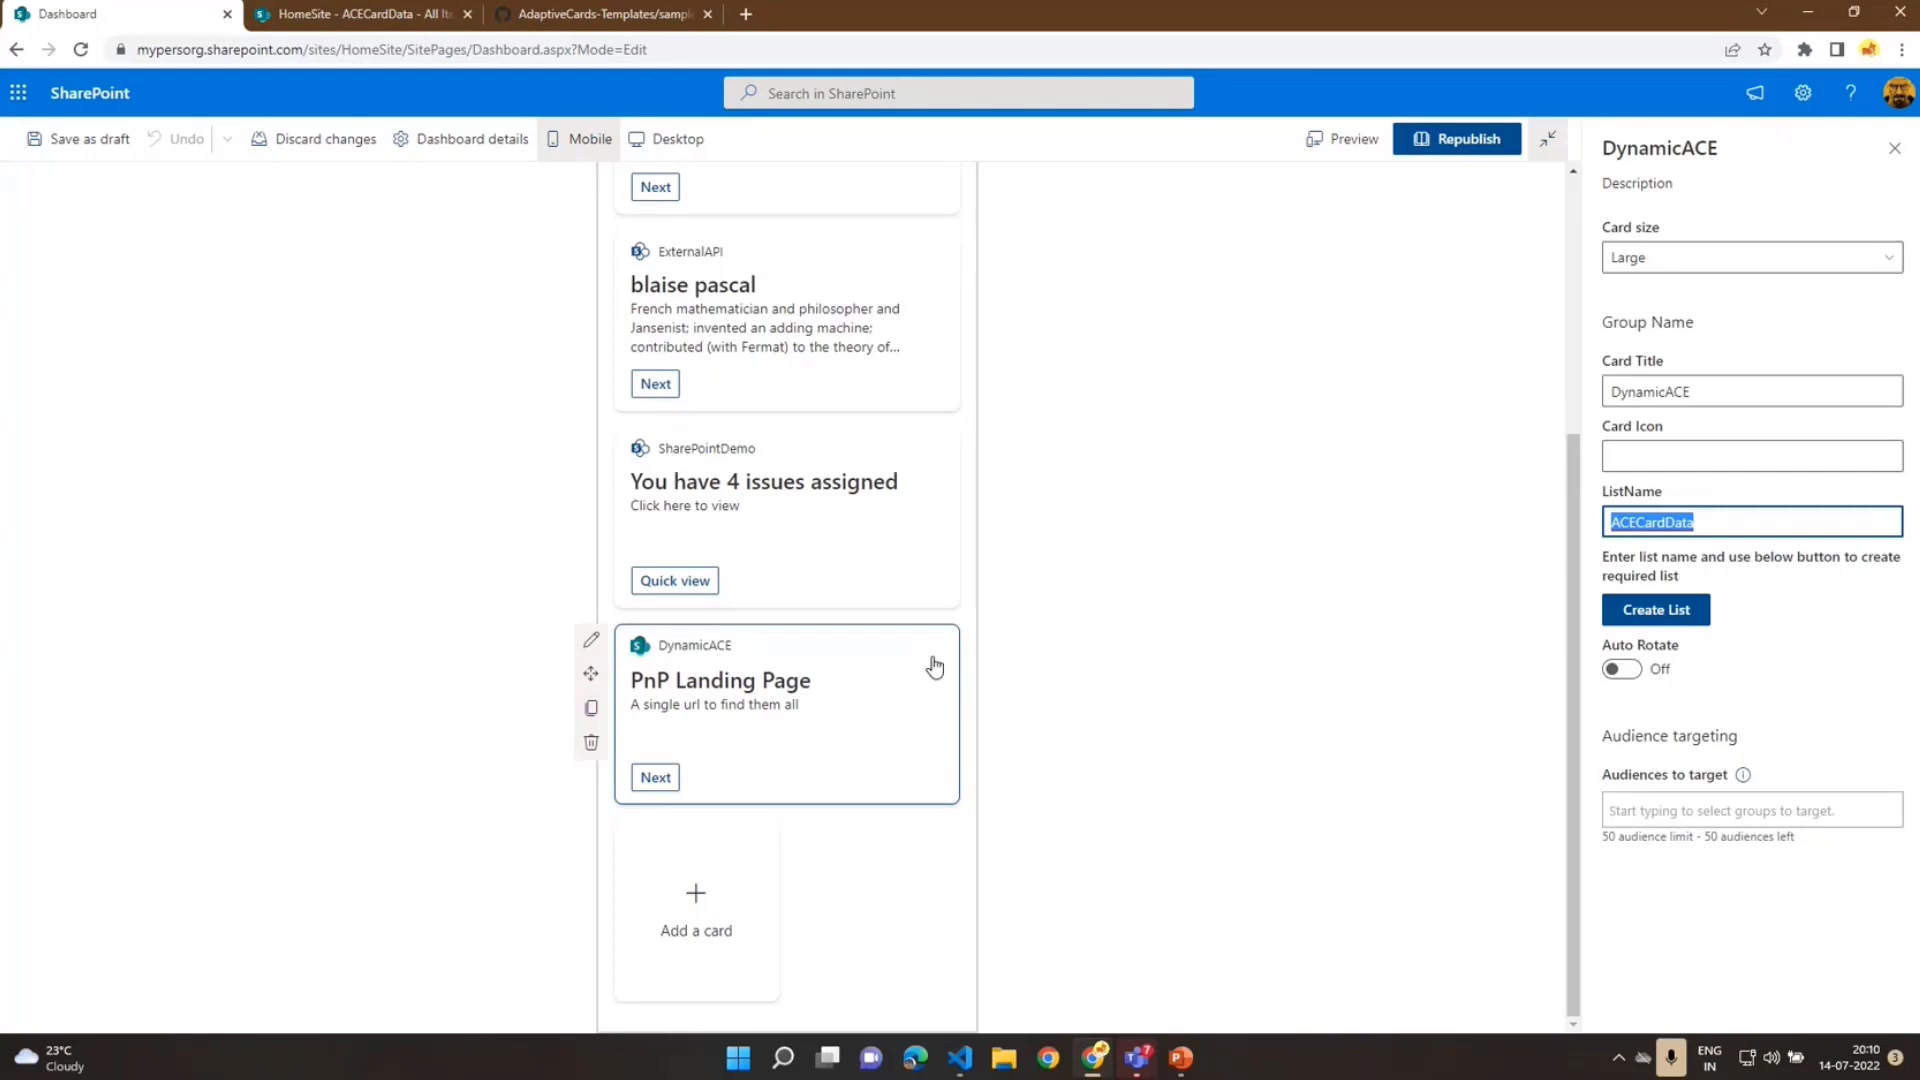 Dashboard
HomeSite - ACECardData - All Ite
AdaptiveCards-Templates/sampl
mypersorg.sharepoint.com/sites/HomeSite/SitePages/Dashboard.aspx?Mode=Edit
SharePoint
Search in SharePoint
Save as draft
Undo
Discard changes
Dashboard details
Mobile
Desktop
Preview
Republish
Next
ExternalAPI
blaise pascal
French mathematician and philosopher and
Jansenist; invented an adding machine;
contributed (with Fermat) to the theory of...
Next
SharePointDemo
You have 4 issues assigned
Click here to view
Quick view
DynamicACE
PnP Landing Page
A single url to find them all
Next
Add a card
DynamicACE
Description
Card size
Large
Group Name
Card Title
DynamicACE
Card Icon
ListName
ACECardData
Enter list name and use below button to create
required list
Create List
Auto Rotate
Off
Audience targeting
Audiences to target
Start typing to select groups to target.
50 audience limit - 50 audiences left
23°C
Cloudy
7
ENG
IN
20:10
14-07-2022
3